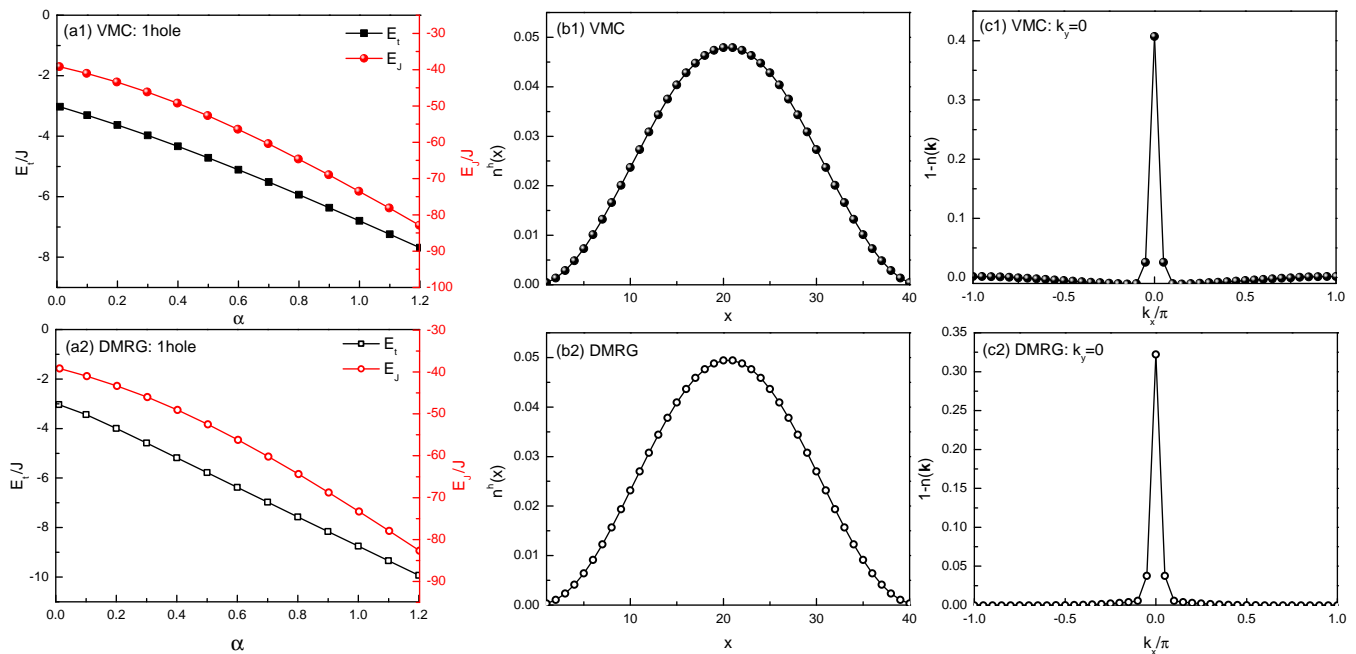 (a1) VMC: 1hole
E_t
E_J
0
-2
-4
-6
-8
E_t/J
-30
-40
-50
-60
-70
-80
-90
-100
E_J/J
0.0 0.2 0.4 0.6 0.8 1.0 1.2
α
(b1) VMC
0.05
0.04
0.03
0.02
0.01
0.00
n^h(x)
10 20 30 40
x
(c1) VMC: k_y=0
0.4
0.3
0.2
0.1
0.0
1-n(k)
-1.0 -0.5 0.0 0.5 1.0
k_x/π
(a2) DMRG: 1hole
E_t
E_J
0
-2
-4
-6
-8
-10
E_t/J
-30
-40
-50
-60
-70
-80
-90
E_J/J
0.0 0.2 0.4 0.6 0.8 1.0 1.2
α
(b2) DMRG
0.05
0.04
0.03
0.02
0.01
0.00
n^h(x)
10 20 30 40
x
(c2) DMRG: k_y=0
0.35
0.30
0.25
0.20
0.15
0.10
0.05
0.00
1-n(k)
-1.0 -0.5 0.0 0.5 1.0
k_x/π